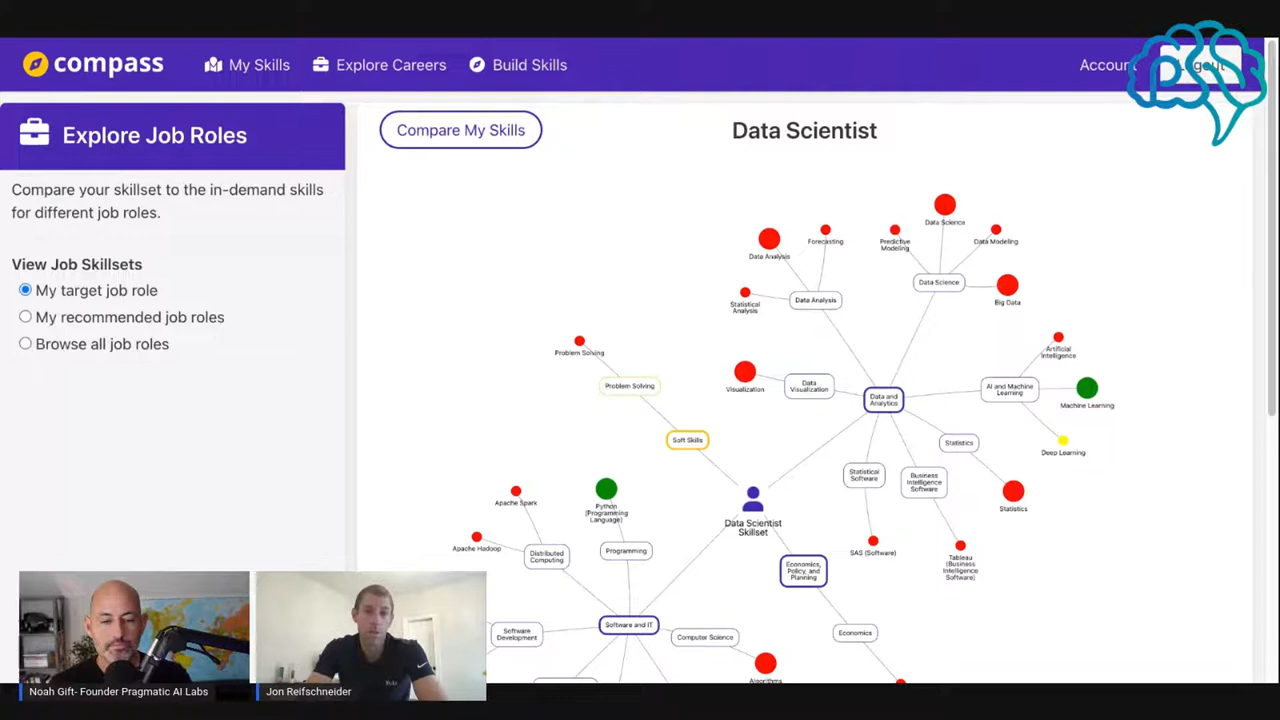 compass
My Skills
Explore Careers
Build Skills
Account
Logout
Explore Job Roles
Compare your skillset to the in-demand skills
for different job roles.
View Job Skillsets
My target job role
My recommended job roles
Browse all job roles
Compare My Skills
Data Scientist
Data Science
Data Analysis
Forecasting
Predictive
Modeling
Data Modeling
Data Science
Big Data
Statistical
Analysis
Data Analysis
Problem Solving
Artificial
Intelligence
Problem Solving
Visualization
Data
Visualization
Data and
Analytics
AI and Machine
Learning
Machine Learning
Soft Skills
Statistics
Deep Learning
Statistical
Software
Business
Intelligence
Software
Statistics
Data Scientist
Skillset
Apache Spark
Python
(Programming
Language)
Apache Hadoop
Distributed
Computing
Programming
SAS (Software)
Tableau
(Business
Intelligence
Software)
Economics,
Policy, and
Planning
Software
Development
Software and IT
Computer Science
Economics
Algorithms
Noah Gift- Founder Pragmatic AI Labs
Jon Reifschneider